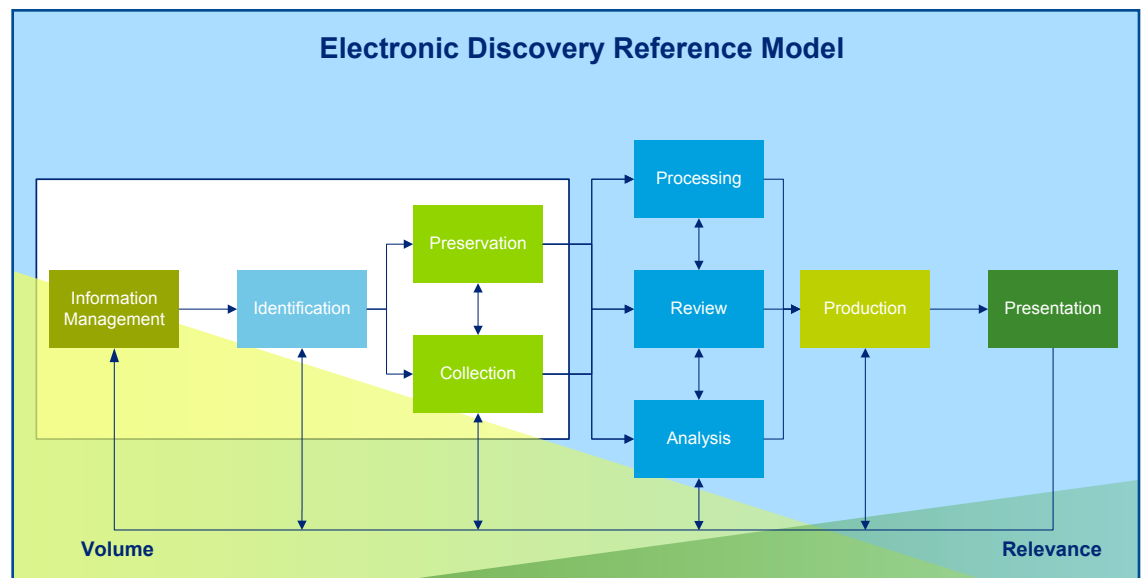 Electronic Discovery Reference Model
Processing
Preservation
Information
Management
Identification
Review
Production
Presentation
Collection
Analysis
Volume
Relevance